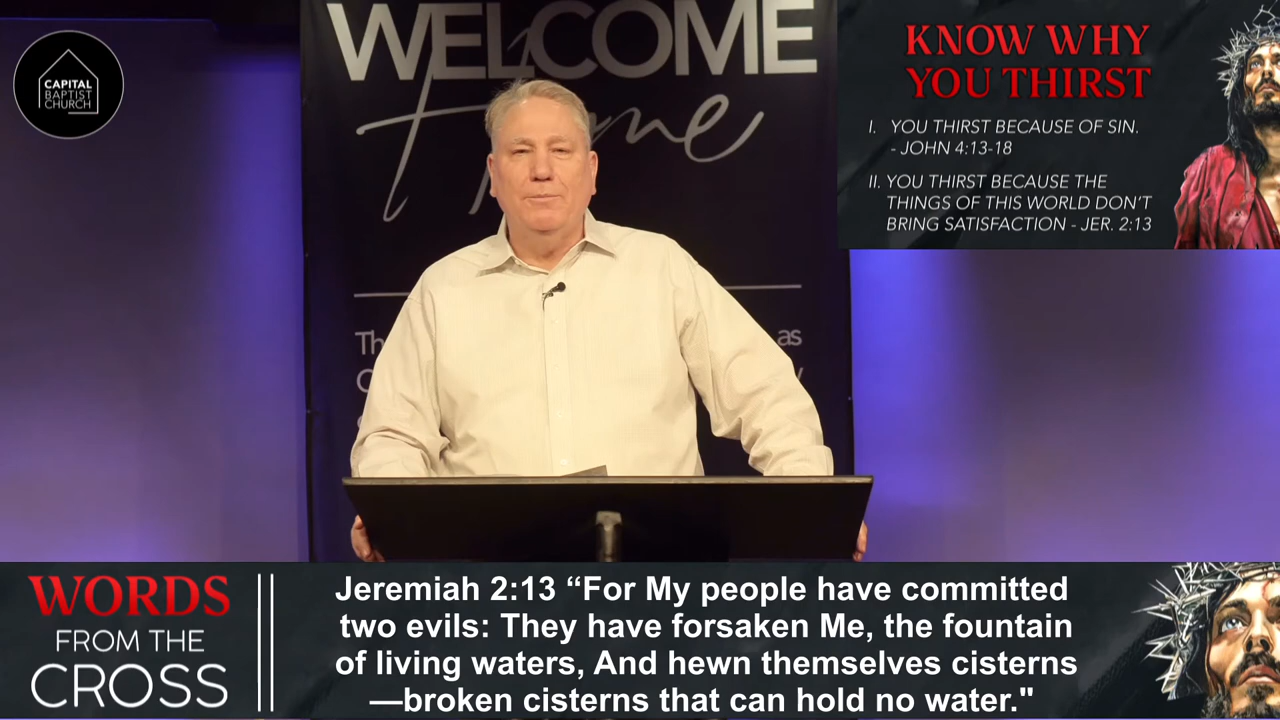 WELCOME
Home
CAPITAL
BAPTIST
CHURCH
KNOW WHY
YOU THIRST
I. YOU THIRST BECAUSE OF SIN.
- JOHN 4:13-18
II. YOU THIRST BECAUSE THE
THINGS OF THIS WORLD DON'T
BRING SATISFACTION - JER. 2:13
as
WORDS
FROM THE
CROSS
Jeremiah 2:13 “For My people have committed
two evils: They have forsaken Me, the fountain
of living waters, And hewn themselves cisterns
—broken cisterns that can hold no water."